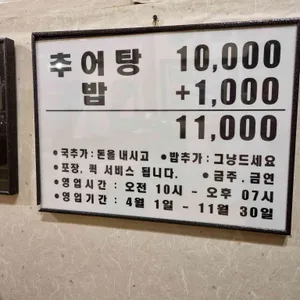 추어탕 10,000
밥 +1,000
11,000
• 국추가 : 돈을 내시고 • 밥추가 : 그냥드세요
• 포장, 퀵 서비스 됩니다. • 금주 . 금연
• 영업시간 : 오전 10시 - 오후 07시
• 영업기간 : 4월 1일 - 11월 30일